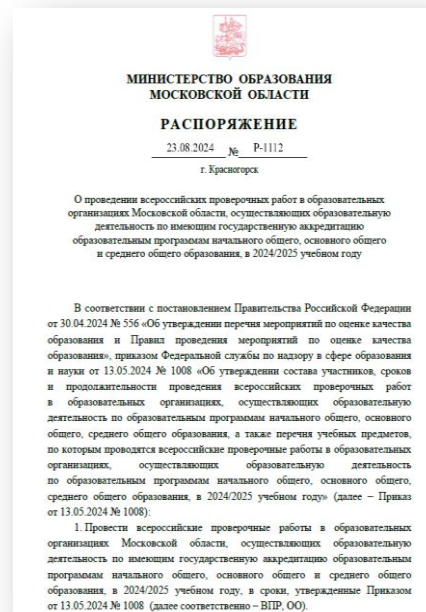 МИНИСТЕРСТВО ОБРАЗОВАНИЯ
МОСКОВСКОЙ ОБЛАСТИ
РАСПОРЯЖЕНИЕ
23.08.2024 № Р-1112
г. Красногорск
О проведении всероссийских проверочных работ в образовательных
организациях Московской области, осуществляющих образовательную
деятельность по имеющим государственную аккредитацию
образовательным программам начального общего, основного общего
и среднего общего образования, в 2024/2025 учебном году
В соответствии с постановлением Правительства Российской Федерации
от 30.04.2024 № 556 «Об утверждении перечня мероприятий по оценке качества
образования и Правил проведения мероприятий по оценке качества
образования», приказом Федеральной службы по надзору в сфере образования
и науки от 13.05.2024 № 1008 «Об утверждении состава участников, сроков
и продолжительности проведения всероссийских проверочных работ
в образовательных организациях, осуществляющих образовательную
деятельность по образовательным программам начального общего, основного
общего, среднего общего образования, а также перечня учебных предметов,
по которым проводятся всероссийские проверочные работы в образовательных
организациях, осуществляющих образовательную деятельность
по образовательным программам начального общего, основного общего,
среднего общего образования, в 2024/2025 учебном году» (далее – Приказ
от 13.05.2024 № 1008):
1. Провести всероссийские проверочные работы в образовательных
организациях Московской области, осуществляющих образовательную
деятельность по имеющим государственную аккредитацию образовательным
программам начального общего, основного общего и среднего общего
образования, в 2024/2025 учебном году, в сроки, утвержденные Приказом
от 13.05.2024 № 1008 (далее соответственно – ВПР, ОО).